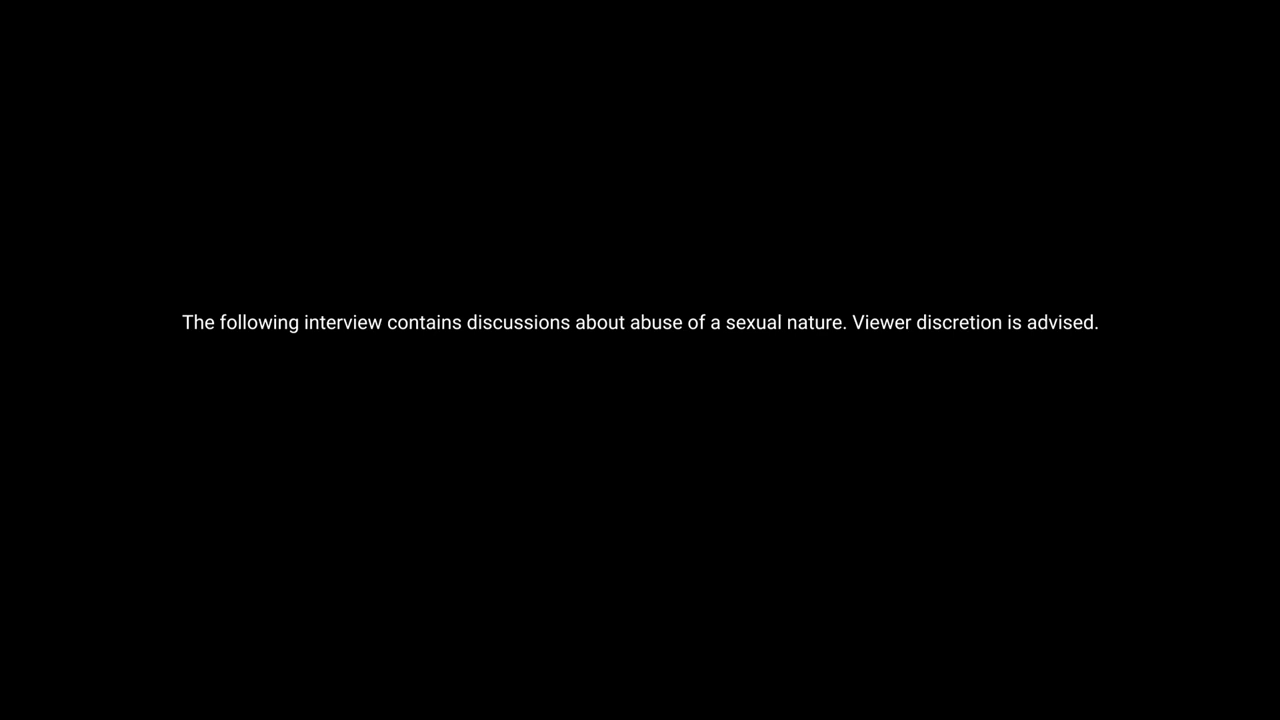 The following interview contains discussions about abuse of a sexual nature. Viewer discretion is advised.